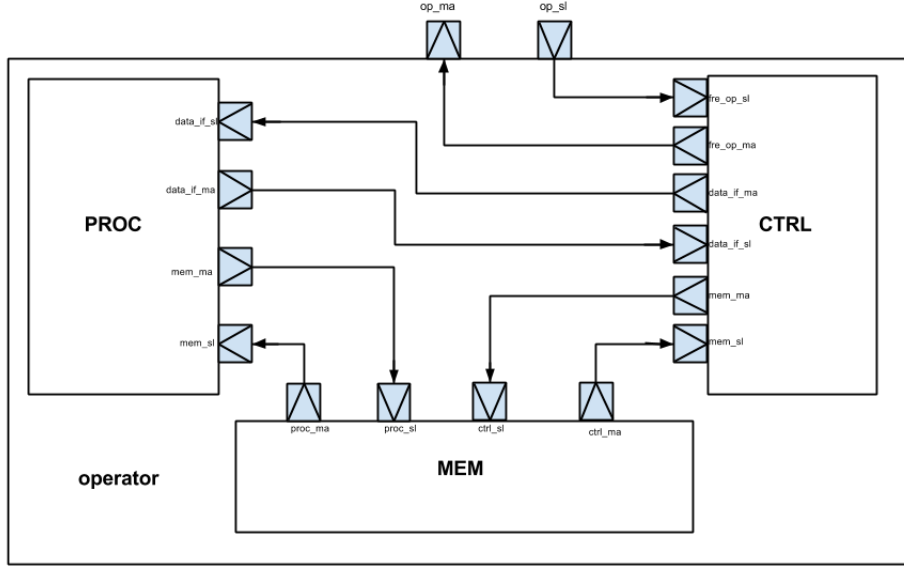 op_ma
op_sl
data_if_sl
data_if_ma
PROC
mem_ma
mem_sl
fre_op_sl
fre_op_ma
data_if_ma
data_if_sl
CTRL
mem_ma
mem_sl
proc_ma
proc_sl
ctrl_sl
ctrl_ma
MEM
operator